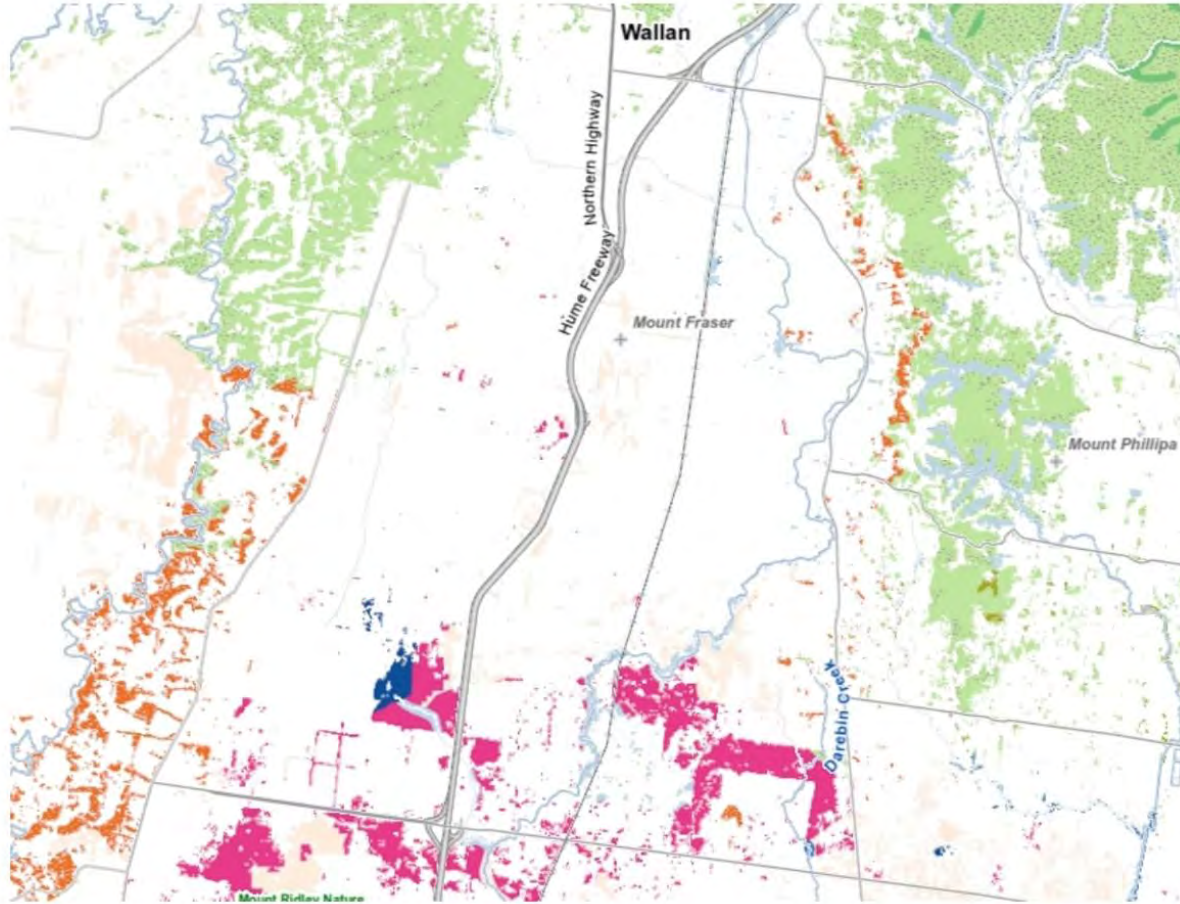 Wallan
Northern Highway
Hume Freeway
Mount Fraser
Mount Phillipa
Darebin Creek
Mount Ridley Nature